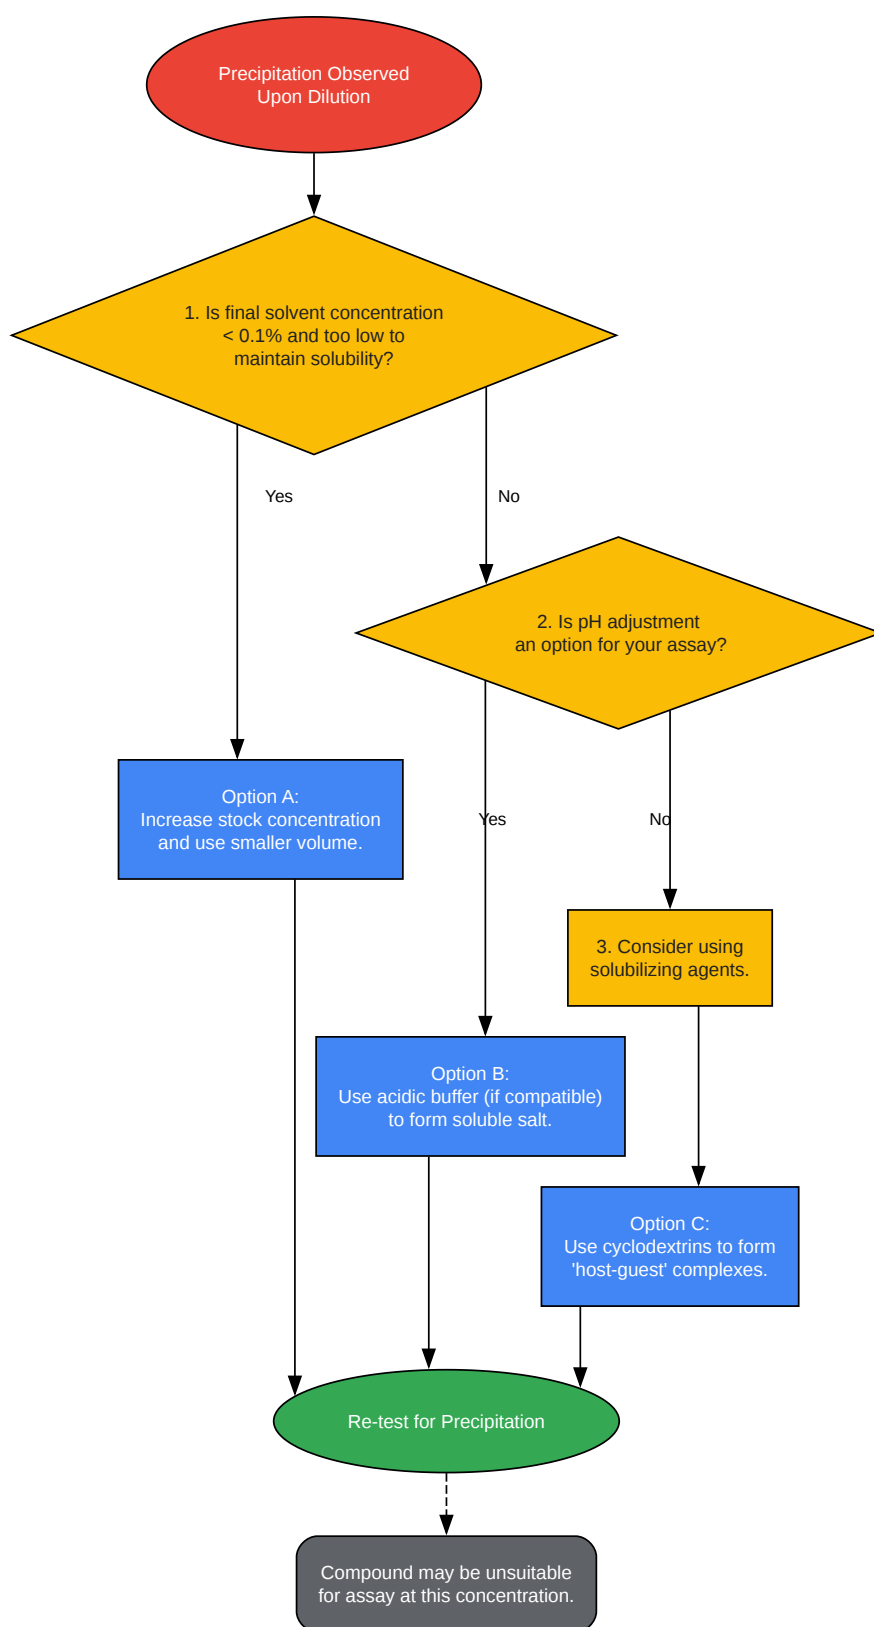 Precipitation Observed
Upon Dilution
1. Is final solvent concentration
< 0.1% and too low to
maintain solubility?
Yes
No
2. Is pH adjustment
an option for your assay?
Option A:
Increase stock concentration
and use smaller volume.
Yes
No
3. Consider using
solubilizing agents.
Option B:
Use acidic buffer (if compatible)
to form soluble salt.
Option C:
Use cyclodextrins to form
'host-guest' complexes.
Re-test for Precipitation
Compound may be unsuitable
for assay at this concentration.